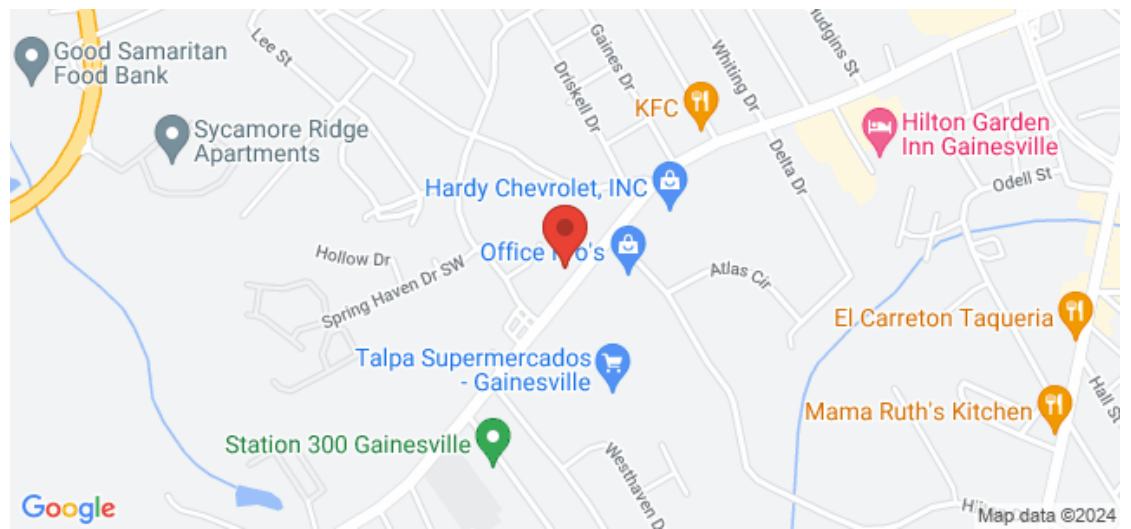 Good Samaritan
Food Bank
Lee St
Gaines Dr
Driskell Dr
Whiting Dr
KFC
Sycamore Ridge
Apartments
Hilton Garden
Inn Gainesville
Hardy Chevrolet, INC
Delta Dr
Odell St
Hollow Dr
Office
Spring Haven Dr SW
Atlas Cir
El Carreton Taqueria
Talpa Supermercados
- Gainesville
Mama Ruth's Kitchen
Hall St
Station 300 Gainesville
Westhaven D
Google
Map data ©2024